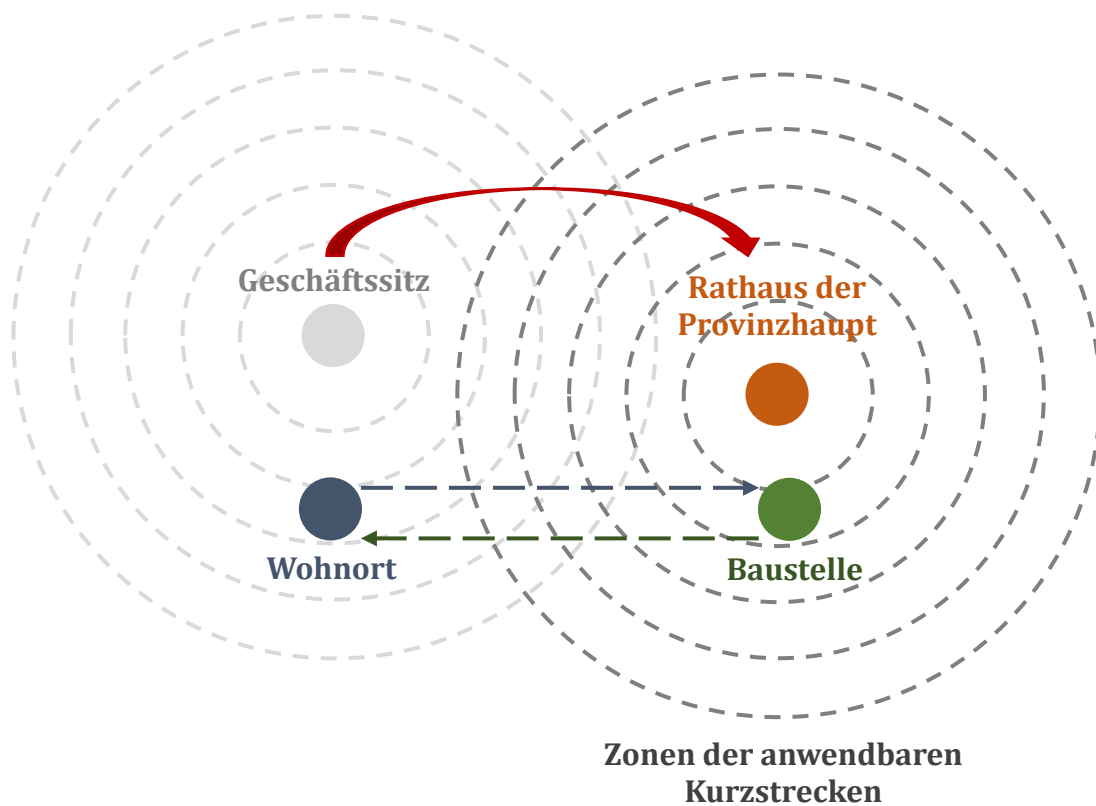 Geschäftssitz
Rathaus der
Provinzhaupt
Wohnort
Baustelle
Zonen der anwendbaren
Kurzstrecken